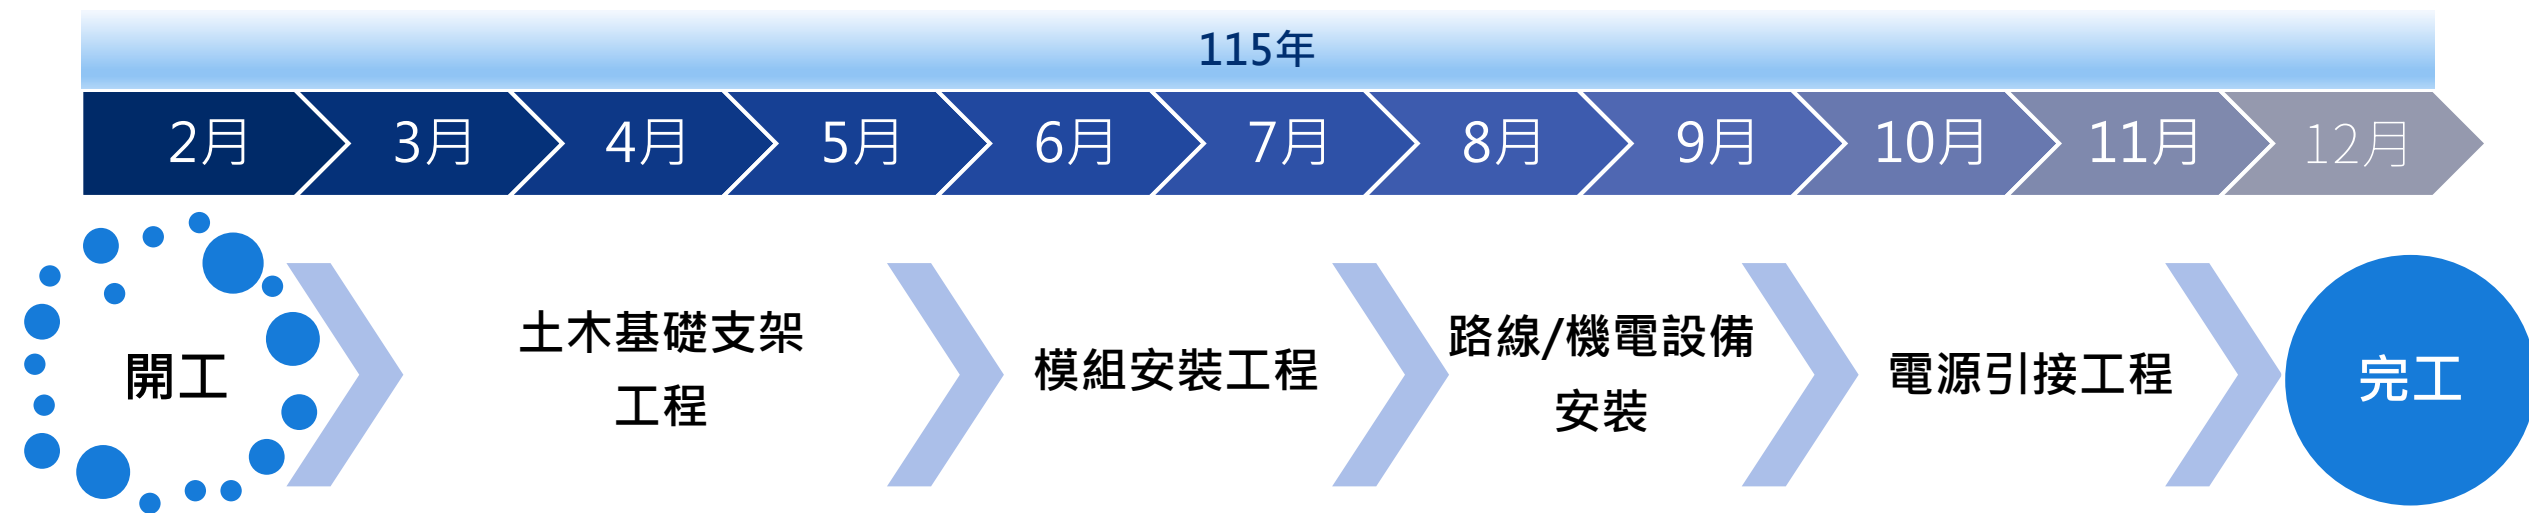 115年
2月
3月
4月
5月
6月
7月
8月
9月
10月
11月
12月
開工
土木基礎支架
工程
模組安裝工程
路線/機電設備
安裝
電源引接工程
完工